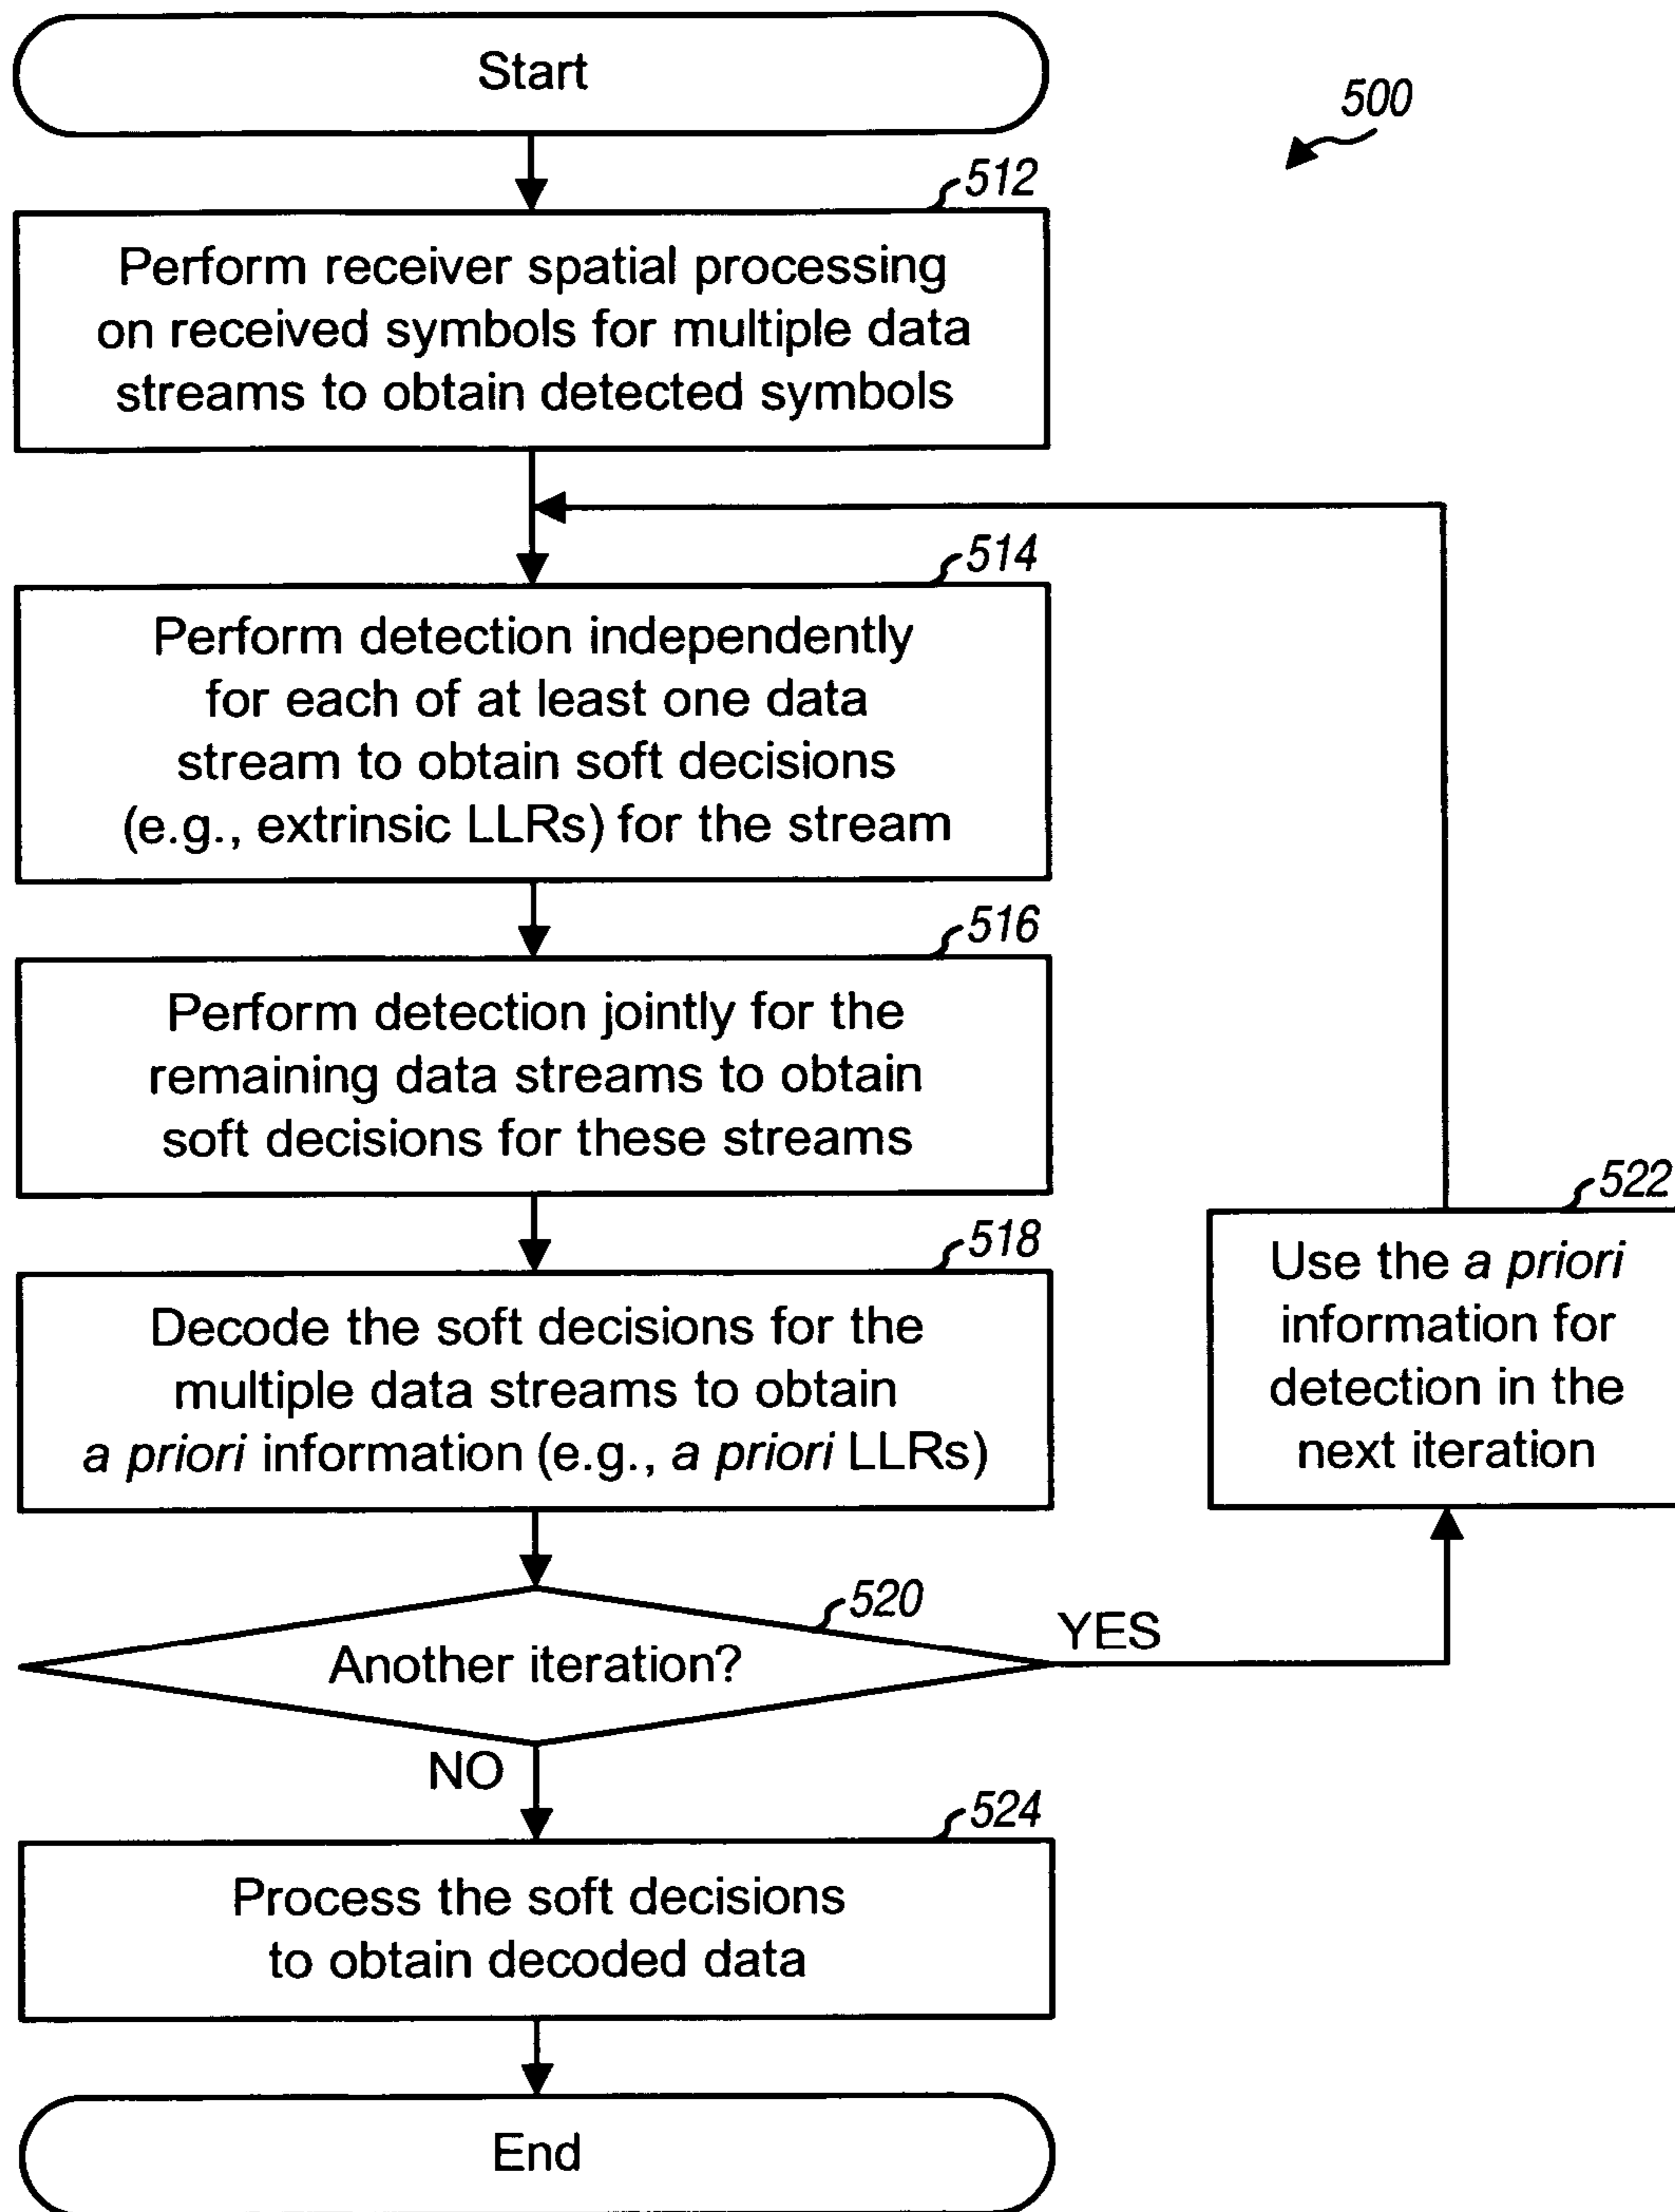 Start
500
512
Perform receiver spatial processing
on received symbols for multiple data
streams to obtain detected symbols
514
Perform detection independently
for each of at least one data
stream to obtain soft decisions
(e.g., extrinsic LLRs) for the stream
516
Perform detection jointly for the
remaining data streams to obtain
soft decisions for these streams
518
Decode the soft decisions for the
multiple data streams to obtain
a priori information (e.g., a priori LLRs)
522
Use the a priori
information for
detection in the
next iteration
520
Another iteration?
YES
NO
524
Process the soft decisions
to obtain decoded data
End